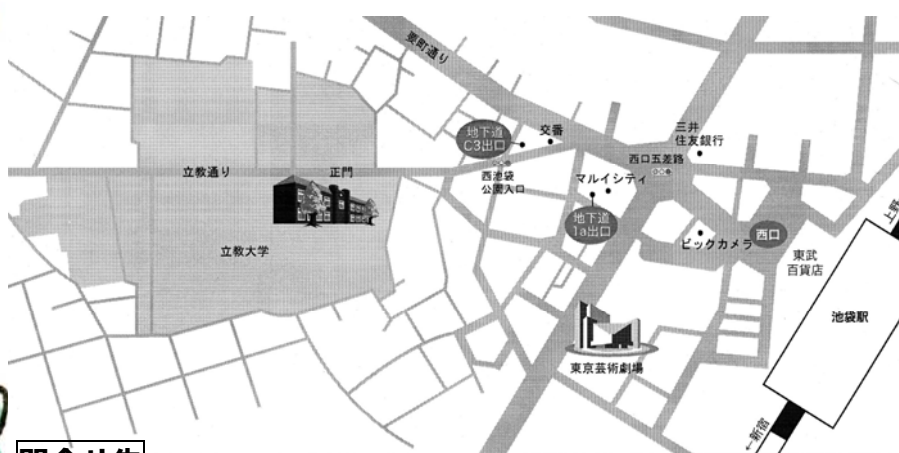 要町通り
地下道
C3出口
交番
三井
住友銀行
西口五差路
立教通り
正門
西池袋
公園入口
マルイシティ
地下道
1a出口
ビックカメラ
西口
上野
東武
百貨店
立教大学
池袋駅
東京芸術劇場
←新宿